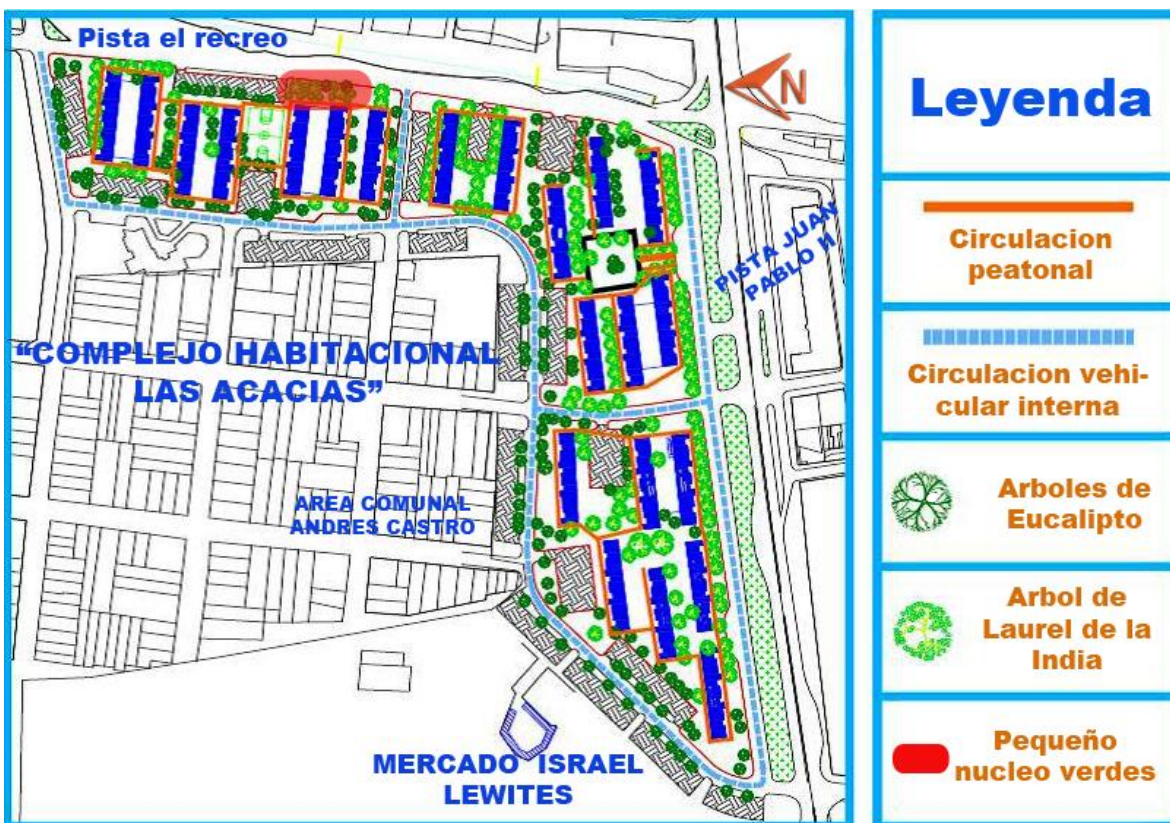 Pista el recreo
N
PISTA JUAN
PABLO II
"COMPLEJO HABITACIONAL
LAS ACACIAS"
AREA COMUNAL
ANDRES CASTRO
MERCADO ISRAEL
LEWITES
Leyenda
Circulacion
peatonal
Circulacion vehi-
cular interna
Arboles de
Eucalipto
Arbol de
Laurel de la
India
Pequeño
nucleo verdes